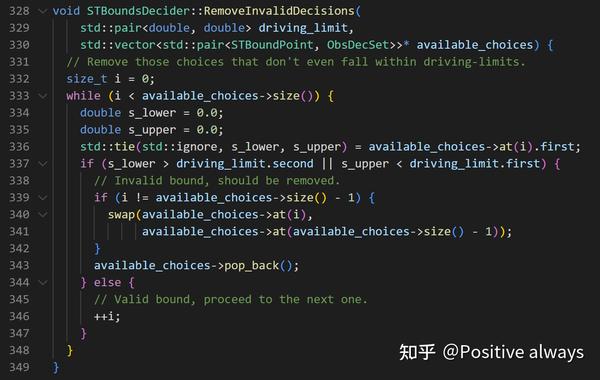 328 void STBoundsDecider::RemoveInvalidDecisions(
329     std::pair<double, double> driving_limit,
330     std::vector<std::pair<STBoundPoint, ObsDecSet>>* available_choices) {
331   // Remove those choices that don't even fall within driving-limits.
332   size_t i = 0;
333   while (i < available_choices->size()) {
334     double s_lower = 0.0;
335     double s_upper = 0.0;
336     std::tie(std::ignore, s_lower, s_upper) = available_choices->at(i).first;
337     if (s_lower > driving_limit.second || s_upper < driving_limit.first) {
338       // Invalid bound, should be removed.
339       if (i != available_choices->size() - 1) {
340         swap(available_choices->at(i),
341              available_choices->at(available_choices->size() - 1));
342       }
343       available_choices->pop_back();
344     } else {
345       // Valid bound, proceed to the next one.
346       ++i;
347     }
348   }
349 }
知乎 @Positive always